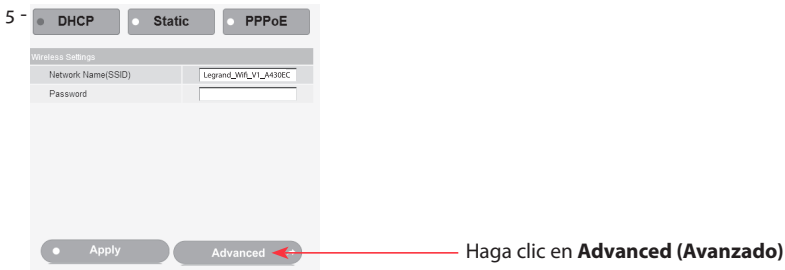 5 -
DHCP Static PPPoE
Wireless Settings
Network Name(SSID) Legrand_Wifi_V1_A430EC
Password
Apply Advanced Haga clic en Advanced (Avanzado)